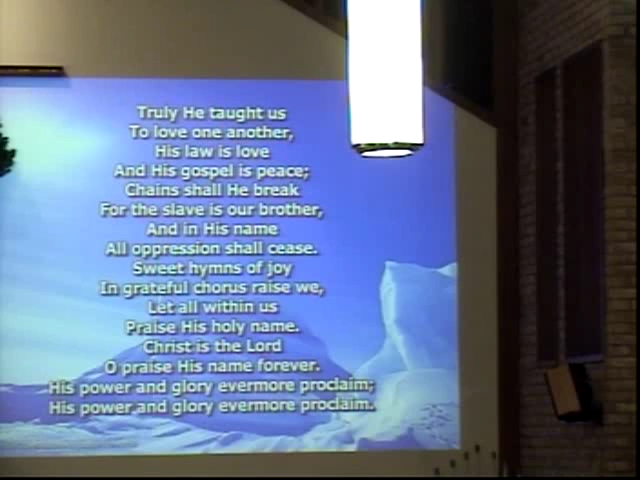 Truly He taught us
To love one another,
His law is love
And His gospel is peace;
Chains shall He break
For the slave is our brother,
And in His name
All oppression shall cease.
Sweet hymns of joy
In grateful chorus raise we,
Let all within us
Praise His holy name.
Christ is the Lord
O praise His name forever.
His power and glory evermore proclaim;
His power and glory evermore proclaim.